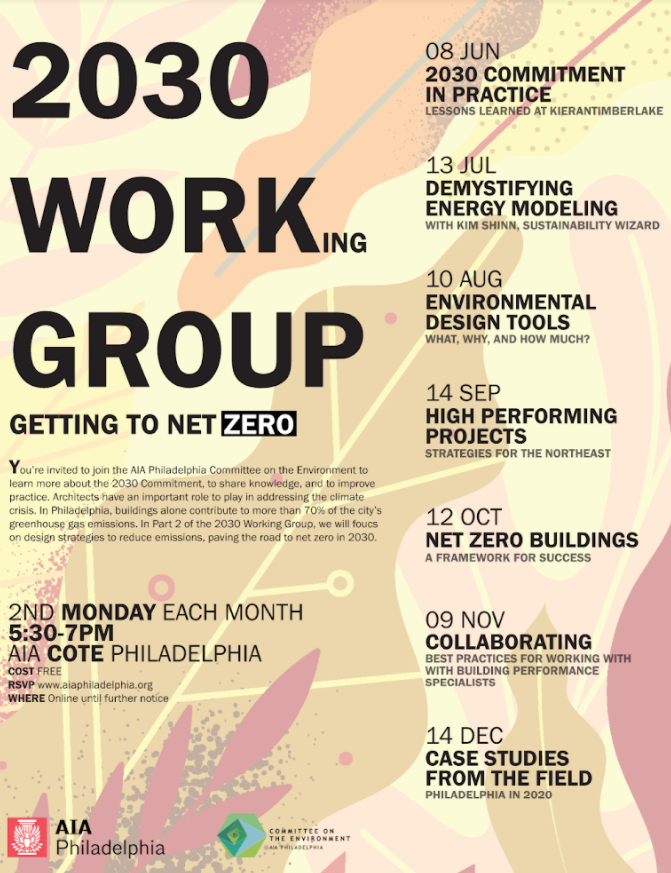 2030
WORKING
GROUP
GETTING TO NET ZERO
You're invited to join the AIA Philadelphia Committee on the Environment to
learn more about the 2030 Commitment, to share knowledge, and to improve
practice. Architects have an important role to play in addressing the climate
crisis. In Philadelphia, buildings alone contribute to more than 70% of the city's
greenhouse gas emissions. In Part 2 of the 2030 Working Group, we will foucs
on design strategies to reduce emissions, paving the road to net zero in 2030.
2ND MONDAY EACH MONTH
5:30-7PM
AIA COTE PHILADELPHIA
COST FREE
RSVP www.aiaphiladelphia.org
WHERE Online until further notice
08 JUN
2030 COMMITMENT
IN PRACTICE
LESSONS LEARNED AT KIERANTIMBERLAKE
13 JUL
DEMYSTIFYING
ENERGY MODELING
WITH KIM SHINN, SUSTAINABILITY WIZARD
10 AUG
ENVIRONMENTAL
DESIGN TOOLS
WHAT, WHY, AND HOW MUCH?
14 SEP
HIGH PERFORMING
PROJECTS
STRATEGIES FOR THE NORTHEAST
12 OCT
NET ZERO BUILDINGS
A FRAMEWORK FOR SUCCESS
09 NOV
COLLABORATING
BEST PRACTICES FOR WORKING WITH
WITH BUILDING PERFORMANCE
SPECIALISTS
14 DEC
CASE STUDIES
FROM THE FIELD
PHILADELPHIA IN 2020
AIA
Philadelphia
COMMITTEE ON
THE ENVIRONMENT
@AIA PHILADELPHIA